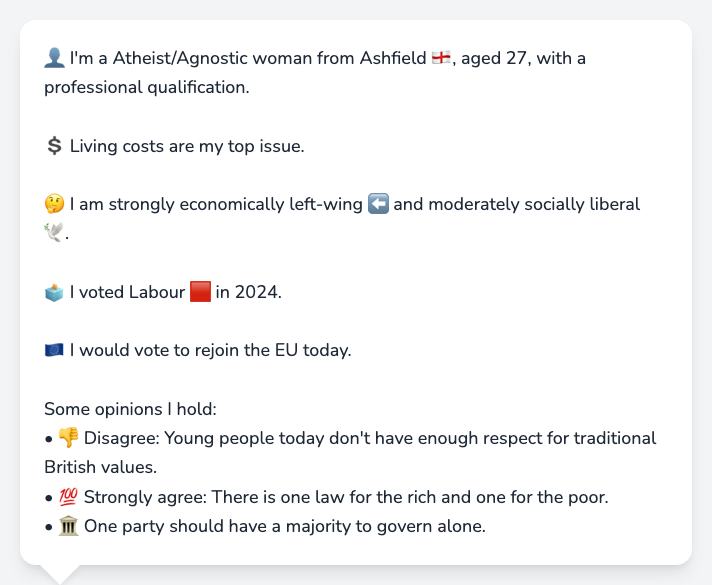 👤 I'm a Atheist/Agnostic woman from Ashfield 🏴󠁧󠁢󠁥󠁮󠁧󠁿, aged 27, with a
professional qualification.
💲 Living costs are my top issue.
🤔 I am strongly economically left-wing ⬅️ and moderately socially liberal
🕊️.
🗳️ I voted Labour 🟥 in 2024.
🇪🇺 I would vote to rejoin the EU today.
Some opinions I hold:
• 👎 Disagree: Young people today don't have enough respect for traditional
British values.
• 💯 Strongly agree: There is one law for the rich and one for the poor.
• 🏛️ One party should have a majority to govern alone.